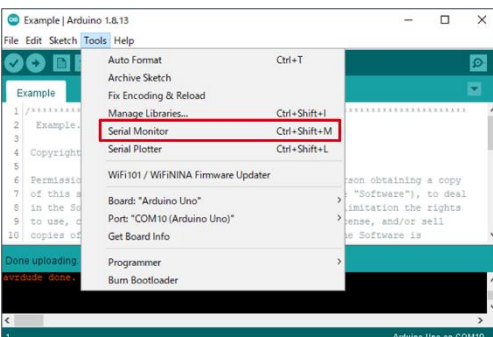 Example | Arduino 1.8.13
File Edit Sketch Tools Help
Auto Format Ctrl+T
Archive Sketch
Fix Encoding & Reload
Manage Libraries... Ctrl+Shift+I
Serial Monitor Ctrl+Shift+M
Serial Plotter Ctrl+Shift+L
WiFi101 / WiFiNINA Firmware Updater
Board: "Arduino Uno"
Port: "COM10 (Arduino Uno)"
Get Board Info
Programmer
Burn Bootloader
Example
1 /*********
2 Example.
3
4 Copyright
5
6 Permissio rson obtaining a copy
7 of this s "Software"), to deal
8 in the So imitation the rights
9 to use, c ense, and/or sell
10 copies of e Software is
Done uploading.
avrdude done.
1 Arduino Uno on COM10